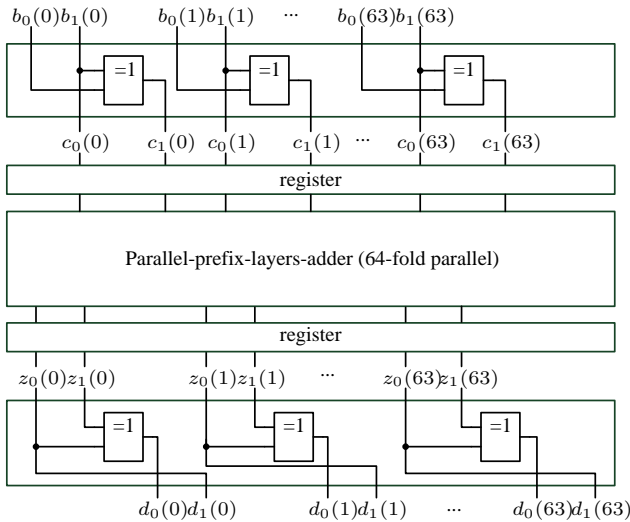 b₀(0)b₁(0) b₀(1)b₁(1) ··· b₀(63)b₁(63)
=1 =1 =1
c₀(0) c₁(0) c₀(1) c₁(1) ··· c₀(63) c₁(63)
register
Parallel-prefix-layers-adder (64-fold parallel)
register
z₀(0)z₁(0) z₀(1)z₁(1) ··· z₀(63)z₁(63)
=1 =1 =1
d₀(0)d₁(0) d₀(1)d₁(1) ··· d₀(63)d₁(63)